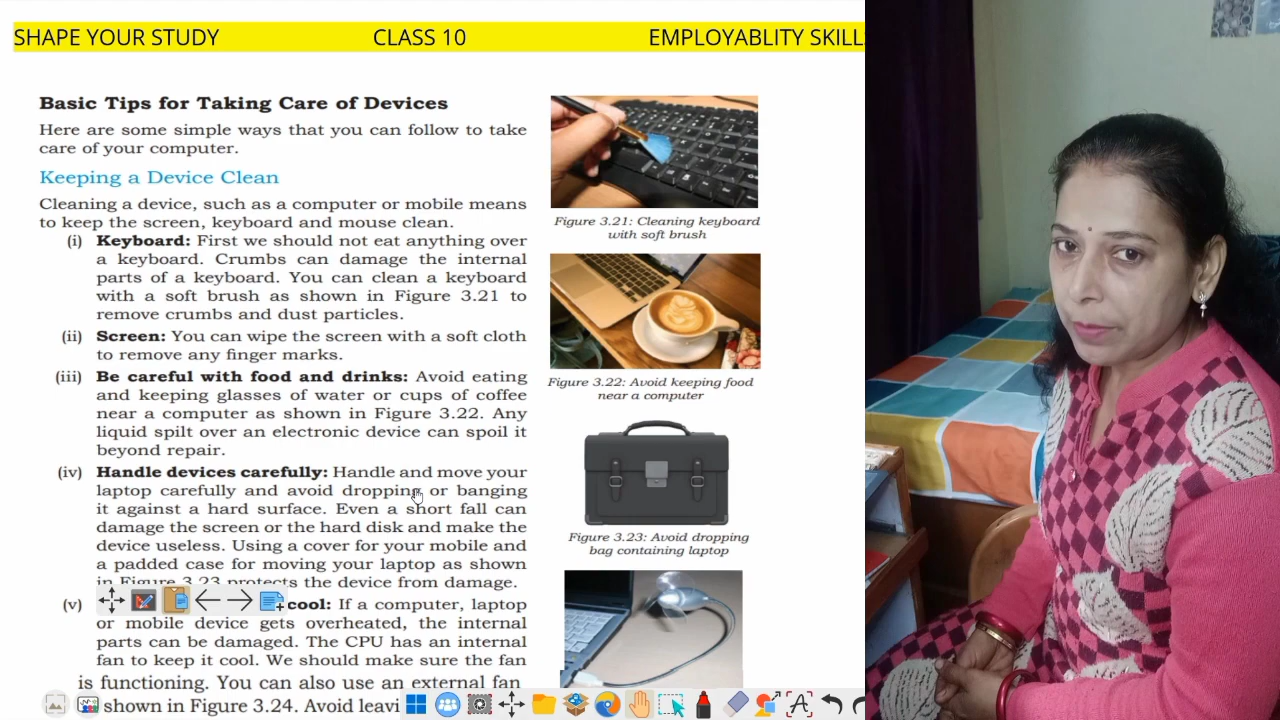 SHAPE YOUR STUDY CLASS 10 EMPLOYABLITY SKILL
Basic Tips for Taking Care of Devices
Here are some simple ways that you can follow to take
care of your computer.
Keeping a Device Clean
Cleaning a device, such as a computer or mobile means
to keep the screen, keyboard and mouse clean.
(i) Keyboard: First we should not eat anything over
a keyboard. Crumbs can damage the internal
parts of a keyboard. You can clean a keyboard
with a soft brush as shown in Figure 3.21 to
remove crumbs and dust particles.
(ii) Screen: You can wipe the screen with a soft cloth
to remove any finger marks.
(iii) Be careful with food and drinks: Avoid eating
and keeping glasses of water or cups of coffee
near a computer as shown in Figure 3.22. Any
liquid spilt over an electronic device can spoil it
beyond repair.
(iv) Handle devices carefully: Handle and move your
laptop carefully and avoid dropping or banging
it against a hard surface. Even a short fall can
damage the screen or the hard disk and make the
device useless. Using a cover for your mobile and
a padded case for moving your laptop as shown
in Figure 3.23 protects the device from damage.
(v) cool: If a computer, laptop
or mobile device gets overheated, the internal
parts can be damaged. The CPU has an internal
fan to keep it cool. We should make sure the fan
is functioning. You can also use an external fan
shown in Figure 3.24. Avoid leavi
Figure 3.21: Cleaning keyboard
with soft brush
Figure 3.22: Avoid keeping food
near a computer
Figure 3.23: Avoid dropping
bag containing laptop